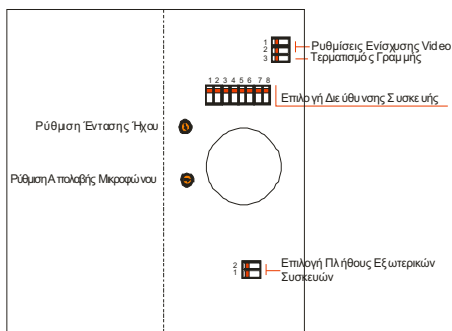 1
2
3
Ρυθμίσεις Ενίσχυσης Video
Τερματισμός Γραμμής
1 2 3 4 5 6 7 8
Επιλογή Διεύθυνσης Συσκευής
Ρύθμιση Έντασης Ήχου
Ρύθμιση Απολαβής Μικροφώνου
2
1
Επιλογή Πλήθους Εξωτερικών
Συσκευών